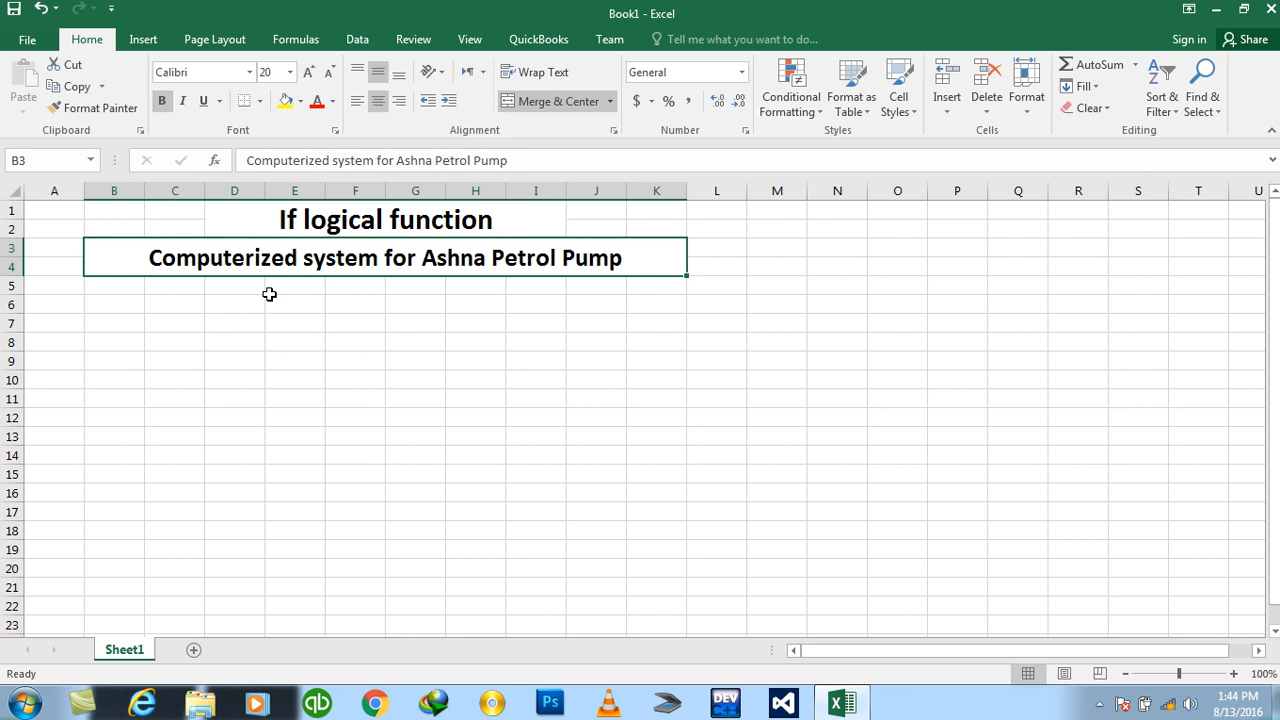 Book1 - Excel
File Home Insert Page Layout Formulas Data Review View QuickBooks Team Tell me what you want to do... Sign in Share
Cut
Copy
Format Painter
Paste
Clipboard
Calibri 20
B I U
Font
Wrap Text
Merge & Center
Alignment
General
$ % ,
Number
Conditional Formatting
Format as Table
Cell Styles
Styles
Insert Delete Format
Cells
AutoSum
Fill
Clear
Sort & Filter
Find & Select
Editing
B3 fx Computerized system for Ashna Petrol Pump
A B C D E F G H I J K L M N O P Q R S T U
1
If logical function
2
3
Computerized system for Ashna Petrol Pump
4
5
6
7
8
9
10
11
12
13
14
15
16
17
18
19
20
21
22
23
Sheet1
Ready 100%
qb Ps DEV
1:44 PM
8/13/2016